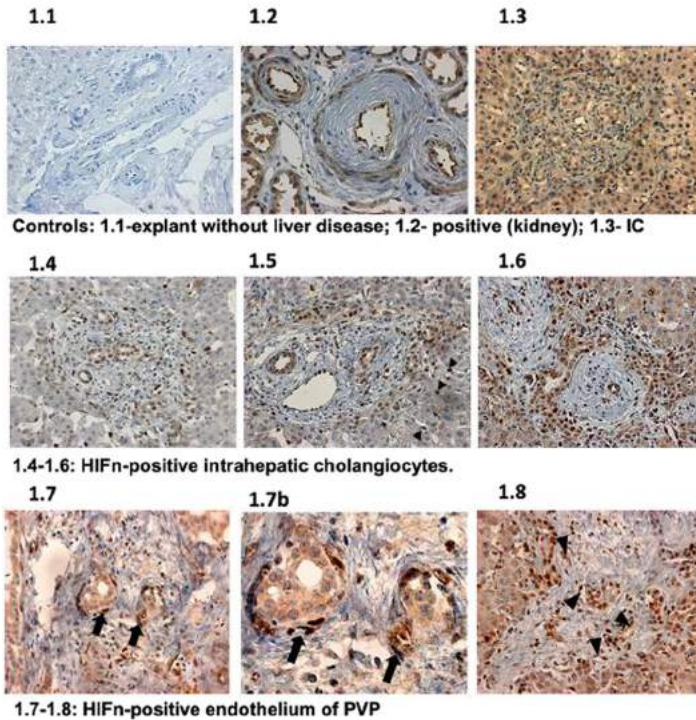 1.1 1.2 1.3
Controls: 1.1-explant without liver disease; 1.2- positive (kidney); 1.3- IC
1.4 1.5 1.6
1.4-1.6: HIFn-positive intrahepatic cholangiocytes.
1.7 1.7b 1.8
1.7-1.8: HIFn-positive endothelium of PVP